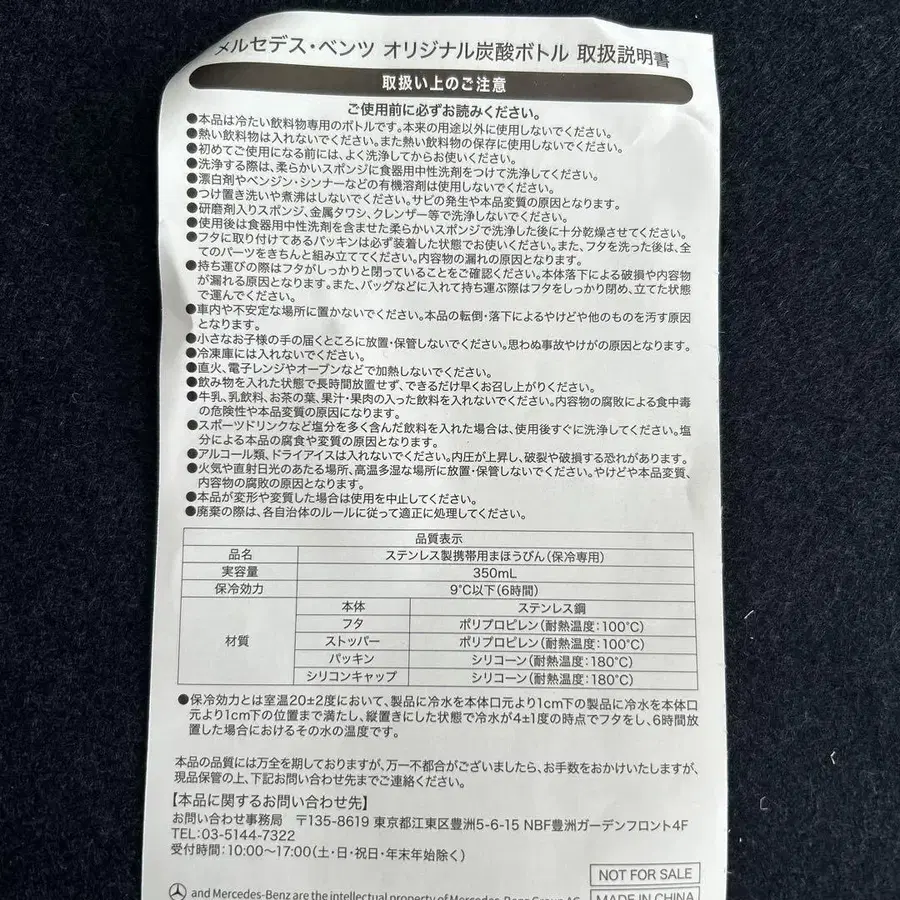 メルセデス・ベンツ オリジナル炭酸ボトル 取扱説明書
取扱い上のご注意
ご使用前に必ずお読みください。
●本品は冷たい飲料物専用のボトルです。本来の用途以外に使用しないでください。
●熱い飲料物は入れないでください。また熱い飲料物の保存に使用しないでください。
●初めてご使用になる前には、よく洗浄してからお使いください。
●洗浄する際は、柔らかいスポンジに食器用中性洗剤をつけて洗浄してください。
●漂白剤やベンジン・シンナーなどの有機溶剤は使用しないでください。
●つけ置き洗いや煮沸はしないでください。サビの発生や本品変質の原因となります。
●研磨剤入りスポンジ、金属タワシ、クレンザー等で洗浄しないでください。
●使用後は食器用中性洗剤を含ませた柔らかいスポンジで洗浄した後に十分乾燥させてください。
●フタに取り付けてあるパッキンは必ず装着した状態でお使いください。また、フタを洗った後は、全
てのパーツをきちんと組み立ててください。内容物の漏れの原因となります。
●持ち運びの際はフタがしっかりと閉っていることをご確認ください。本体落下による破損や内容物
が漏れる原因となります。また、バッグなどに入れて持ち運ぶ際はフタをしっかり閉め、立てた状態
で運んでください。
●車内や不安定な場所に置かないでください。本品の転倒・落下によるやけどや他のものを汚す原因
となります。
●小さなお子様の手の届くところに放置・保管しないでください。思わぬ事故やけがの原因となります。
●冷凍庫には入れないでください。
●直火、電子レンジやオーブンなどで加熱しないでください。
●飲み物を入れた状態で長時間放置せず、できるだけ早くお召し上がりください。
●牛乳、乳飲料、お茶の葉、果汁・果肉の入った飲料を入れないでください。内容物の腐敗による食中毒
の危険性や本品変質の原因になります。
●スポーツドリンクなど塩分を多く含んだ飲料を入れた場合は、使用後すぐに洗浄してください。塩
分による本品の腐食や変質の原因となります。
●アルコール類、ドライアイスは入れないでください。内圧が上昇し、破裂や破損する恐れがあります。
●火気や直射日光のあたる場所、高温多湿な場所に放置・保管しないでください。やけどや本品変質、
内容物の腐敗の原因となります。
●本品が変形や変質した場合は使用を中止してください。
●廃棄の際は、各自治体のルールに従って適正に処理してください。
品質表示
品名 ステンレス製携帯用まほうびん(保冷専用)
実容量 350mL
保冷効力 9℃以下(6時間)
材質 本体 ステンレス鋼
フタ ポリプロピレン(耐熱温度:100℃)
ストッパー ポリプロピレン(耐熱温度:100℃)
パッキン シリコーン(耐熱温度:180℃)
シリコンキャップ シリコーン(耐熱温度:180℃)
●保冷効力とは室温20±2度において、製品に冷水を本体口元より1cm下の製品に冷水を本体口
元より1cm下の位置まで満たし、縦置きにした状態で冷水が4±1度の時点でフタをし、6時間放
置した場合におけるその水の温度です。
本品の品質には万全を期しておりますが、万一不都合がございましたら、お手数をおかけいたしますが、
現品保管の上、下記お問い合わせ先までご連絡ください。
【本品に関するお問い合わせ先】
お問い合わせ事務局 〒135-8619 東京都江東区豊洲5-6-15 NBF豊洲ガーデンフロント4F
TEL:03-5144-7322
受付時間:10:00～17:00(土・日・祝日・年末年始除く)
NOT FOR SALE
and Mercedes-Benz are the intellectual property of Mercedes-Benz Group AG
MADE IN CHINA